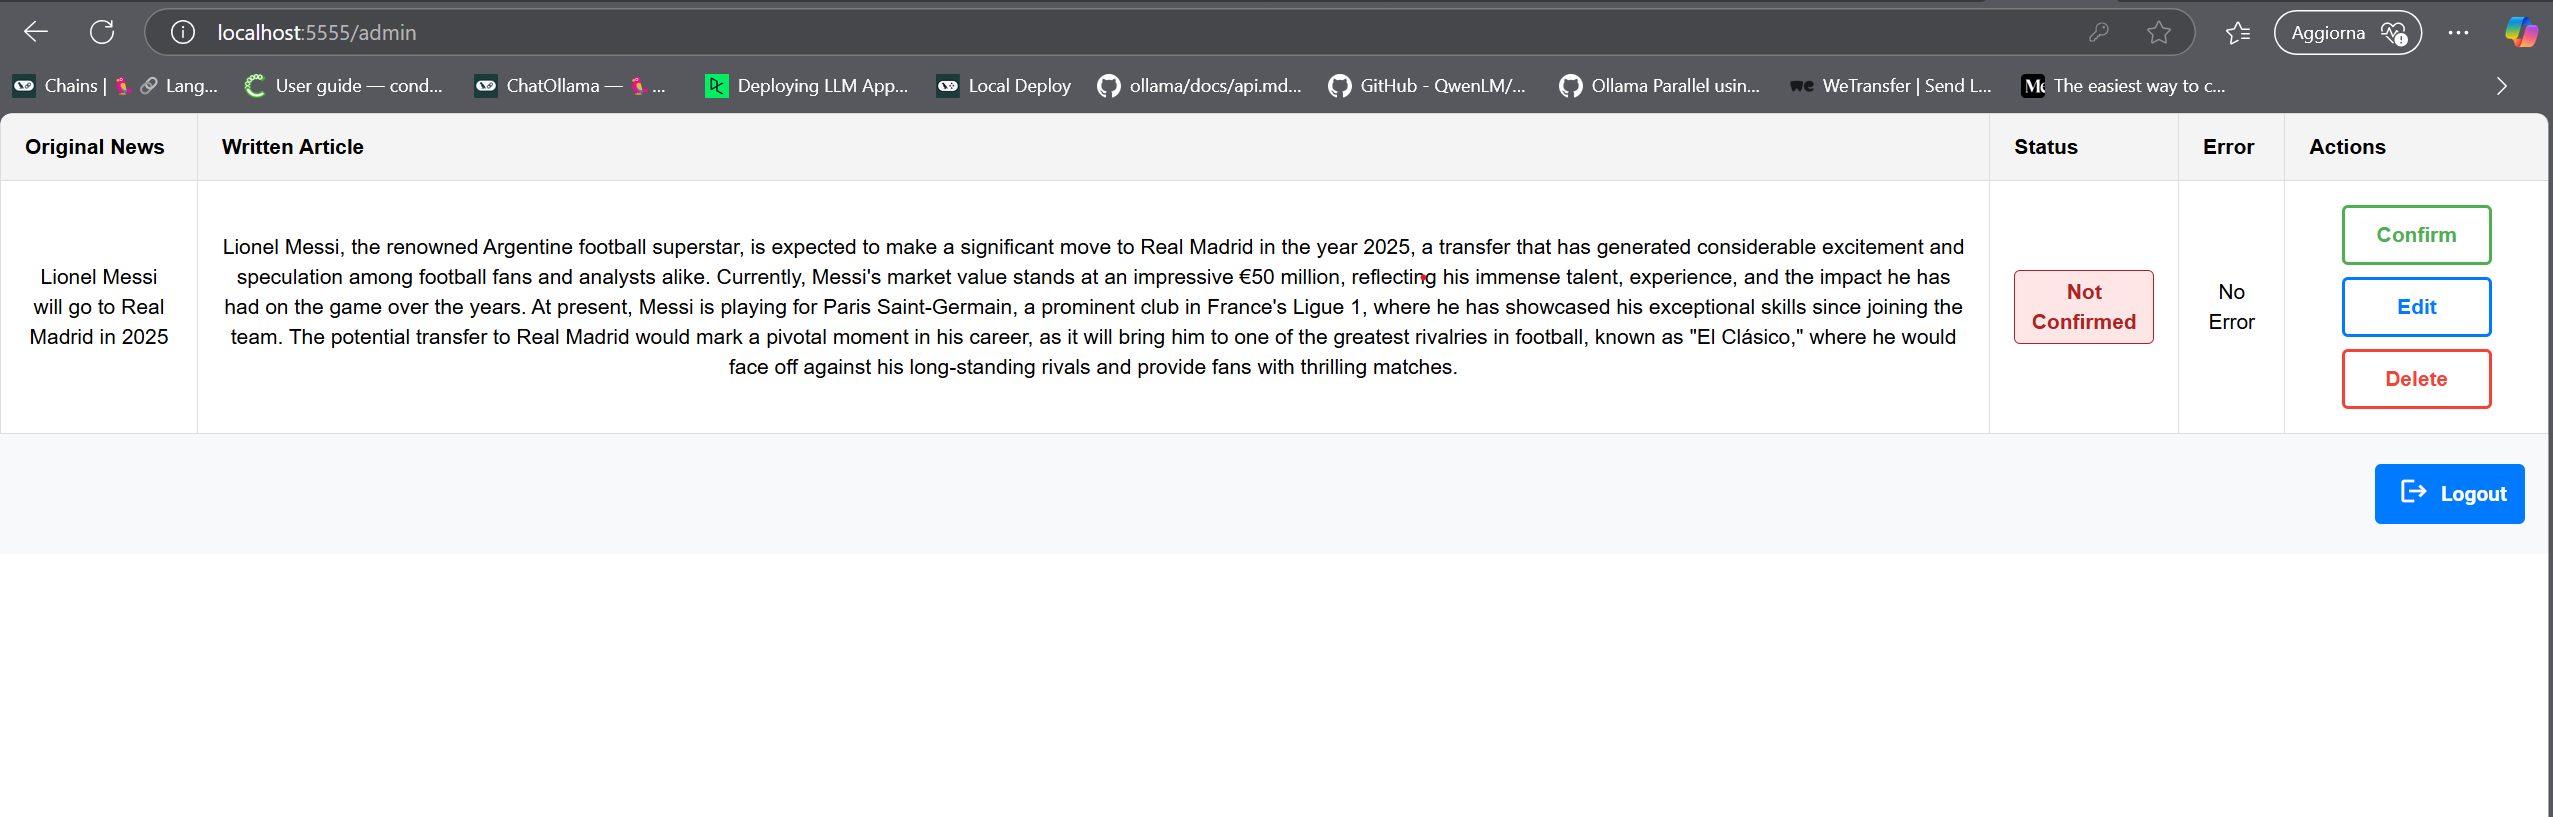 localhost:5555/admin
Aggiorna
Chains | Lang...
User guide — cond...
ChatOllama — ...
Deploying LLM App...
Local Deploy
ollama/docs/api.md...
GitHub - QwenLM/...
Ollama Parallel usin...
WeTransfer | Send L...
The easiest way to c...
Original News
Written Article
Status
Error
Actions
Lionel Messi
will go to Real
Madrid in 2025
Lionel Messi, the renowned Argentine football superstar, is expected to make a significant move to Real Madrid in the year 2025, a transfer that has generated considerable excitement and
speculation among football fans and analysts alike. Currently, Messi's market value stands at an impressive €50 million, reflecting his immense talent, experience, and the impact he has
had on the game over the years. At present, Messi is playing for Paris Saint-Germain, a prominent club in France's Ligue 1, where he has showcased his exceptional skills since joining the
team. The potential transfer to Real Madrid would mark a pivotal moment in his career, as it will bring him to one of the greatest rivalries in football, known as "El Clásico," where he would
face off against his long-standing rivals and provide fans with thrilling matches.
Not
Confirmed
No
Error
Confirm
Edit
Delete
Logout